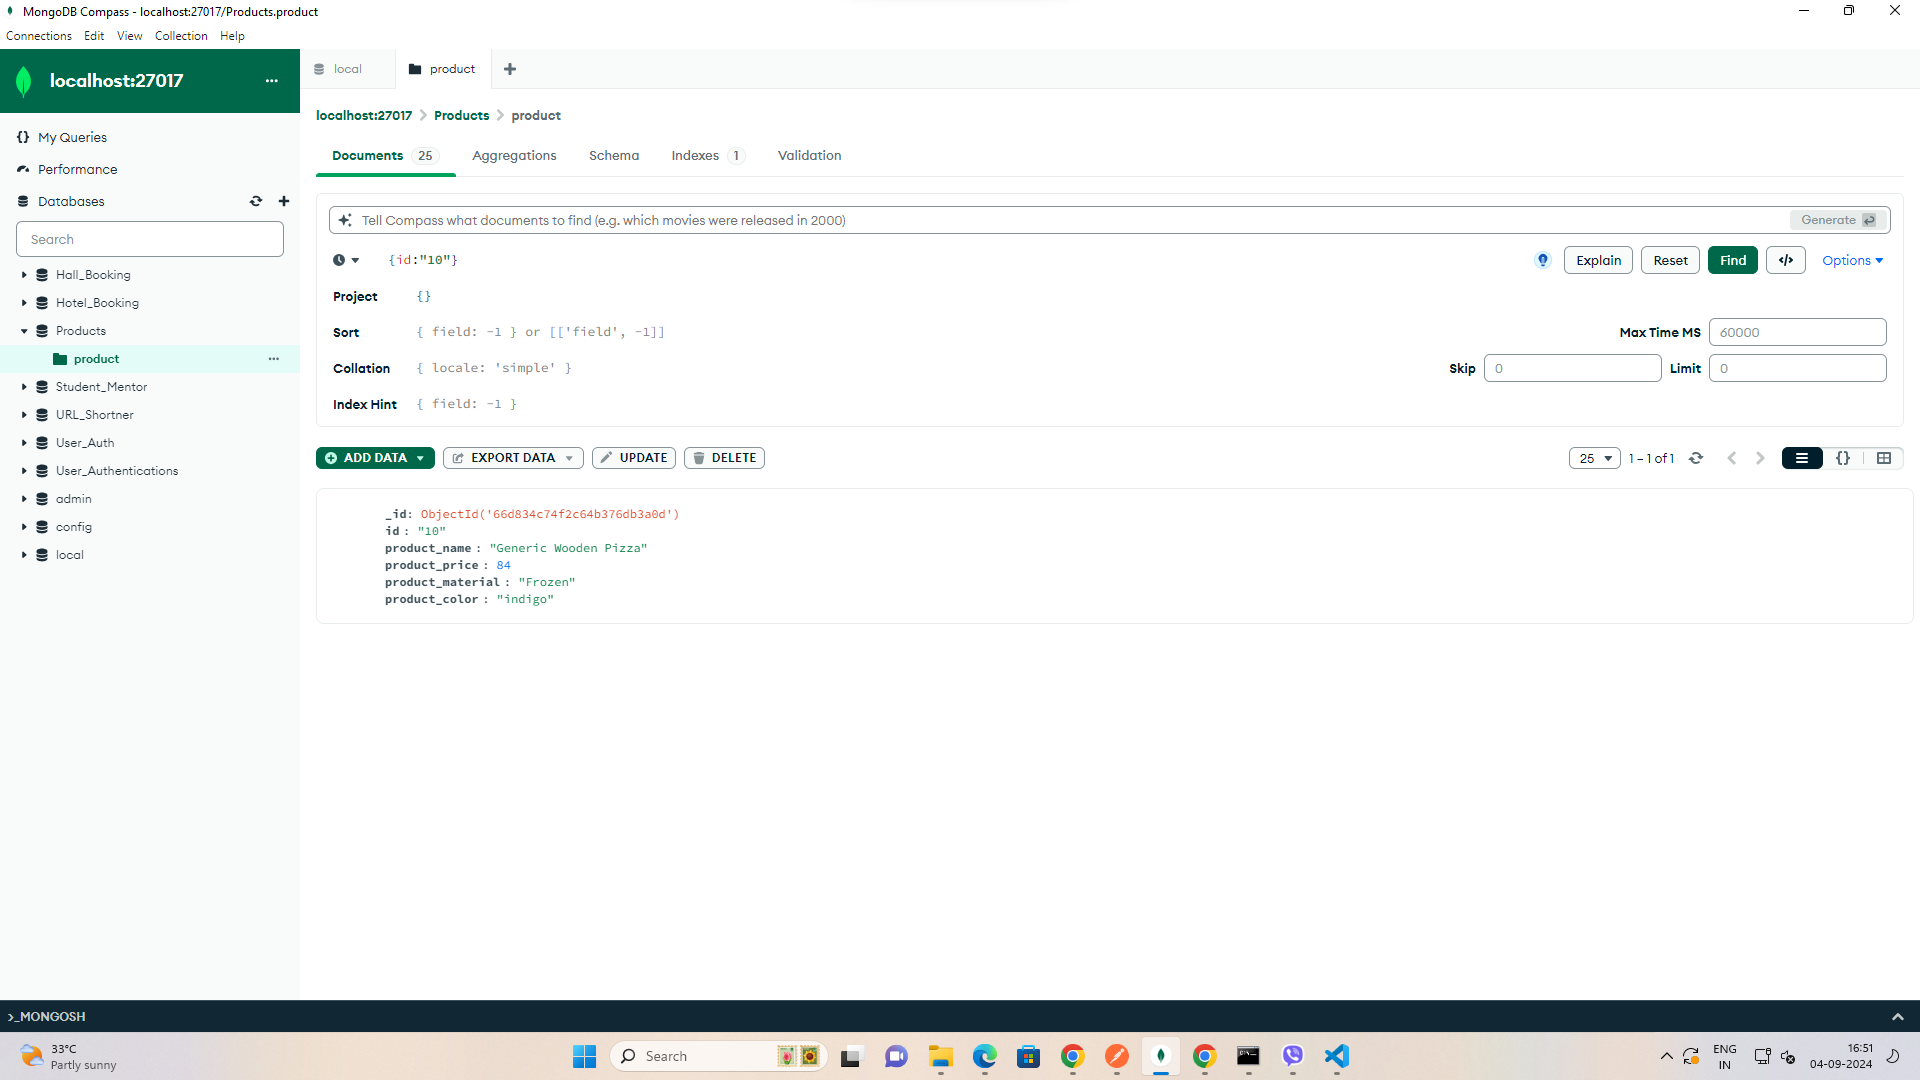 MongoDB Compass - localhost:27017/Products.product
Connections Edit View Collection Help
localhost:27017
local
product
localhost:27017 Products product
My Queries
Performance
Databases
Search
Hall_Booking
Hotel_Booking
Products
product
Student_Mentor
URL_Shortner
User_Auth
User_Authentications
admin
config
local
Documents 25 Aggregations Schema Indexes 1 Validation
Tell Compass what documents to find (e.g. which movies were released in 2000) Generate
{id:"10"} Explain Reset Find </> Options
Project {}
Sort { field: -1 } or [['field', -1]] Max Time MS 60000
Collation { locale: 'simple' } Skip 0 Limit 0
Index Hint { field: -1 }
ADD DATA EXPORT DATA UPDATE DELETE 25 1 – 1 of 1
_id: ObjectId('66d834c74f2c64b376db3a0d')
id : "10"
product_name : "Generic Wooden Pizza"
product_price : 84
product_material : "Frozen"
product_color : "indigo"
>_MONGOSH
33°C
Partly sunny
Search
ENG
IN
16:51
04-09-2024